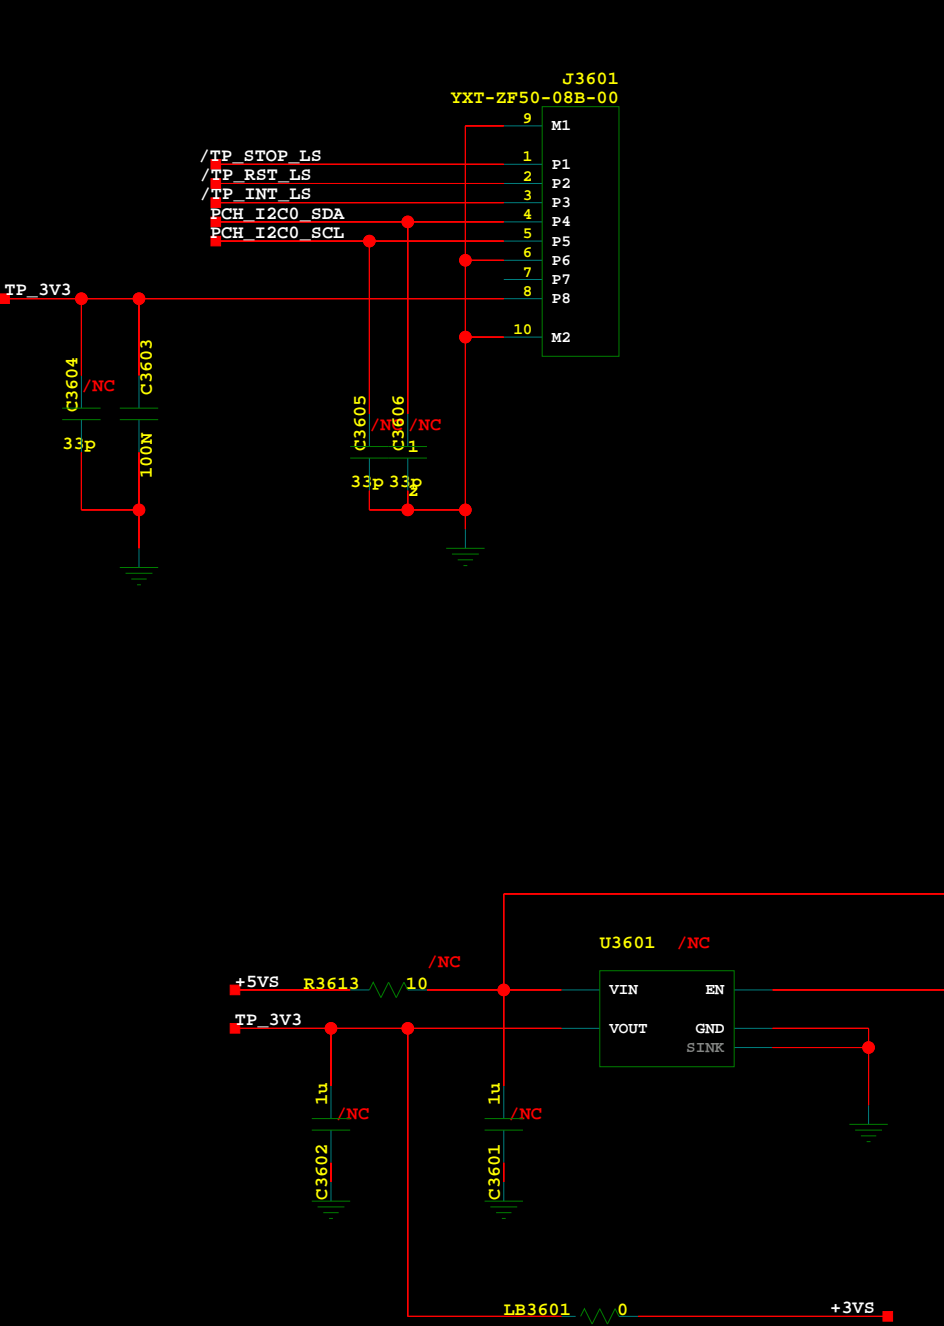 J3601
YXT-ZF50-08B-00
9 M1
/TP_STOP_LS 1 P1
/TP_RST_LS 2 P2
/TP_INT_LS 3 P3
PCH_I2C0_SDA 4 P4
PCH_I2C0_SCL 5 P5
6 P6
7 P7
TP_3V3 8 P8
10 M2
C3604 /NC
33p
C3603
100N
C3605 /NC
33p
C3606 /NC
1
33p
2
U3601 /NC
/NC
+5VS R3613 10 VIN EN
TP_3V3 VOUT GND
SINK
1u /NC
C3602
1u /NC
C3601
LB3601 0 +3VS